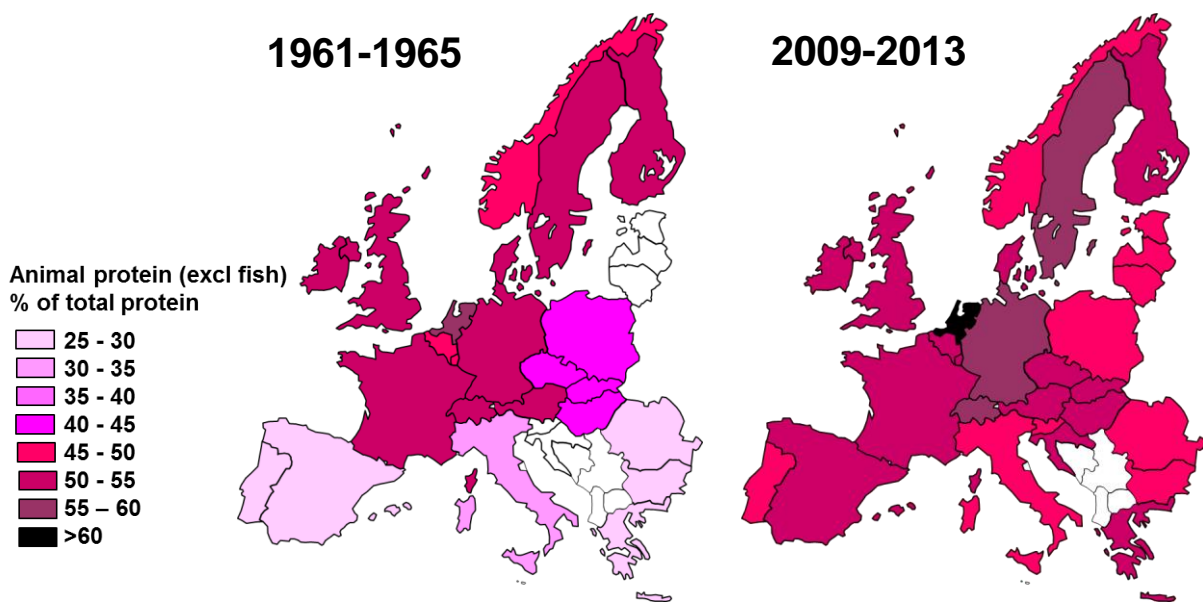 1961-1965
2009-2013
Animal protein (excl fish)
% of total protein
25 - 30
30 - 35
35 - 40
40 - 45
45 - 50
50 - 55
55 – 60
>60